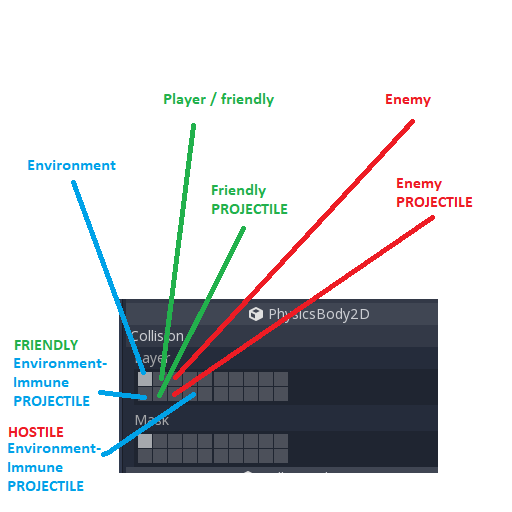 Player / friendly
Enemy
Environment
Friendly
PROJECTILE
Enemy
PROJECTILE
PhysicsBody2D
Collision
Layer
FRIENDLY
Environment-
Immune
PROJECTILE
Mask
HOSTILE
Environment-
Immune
PROJECTILE